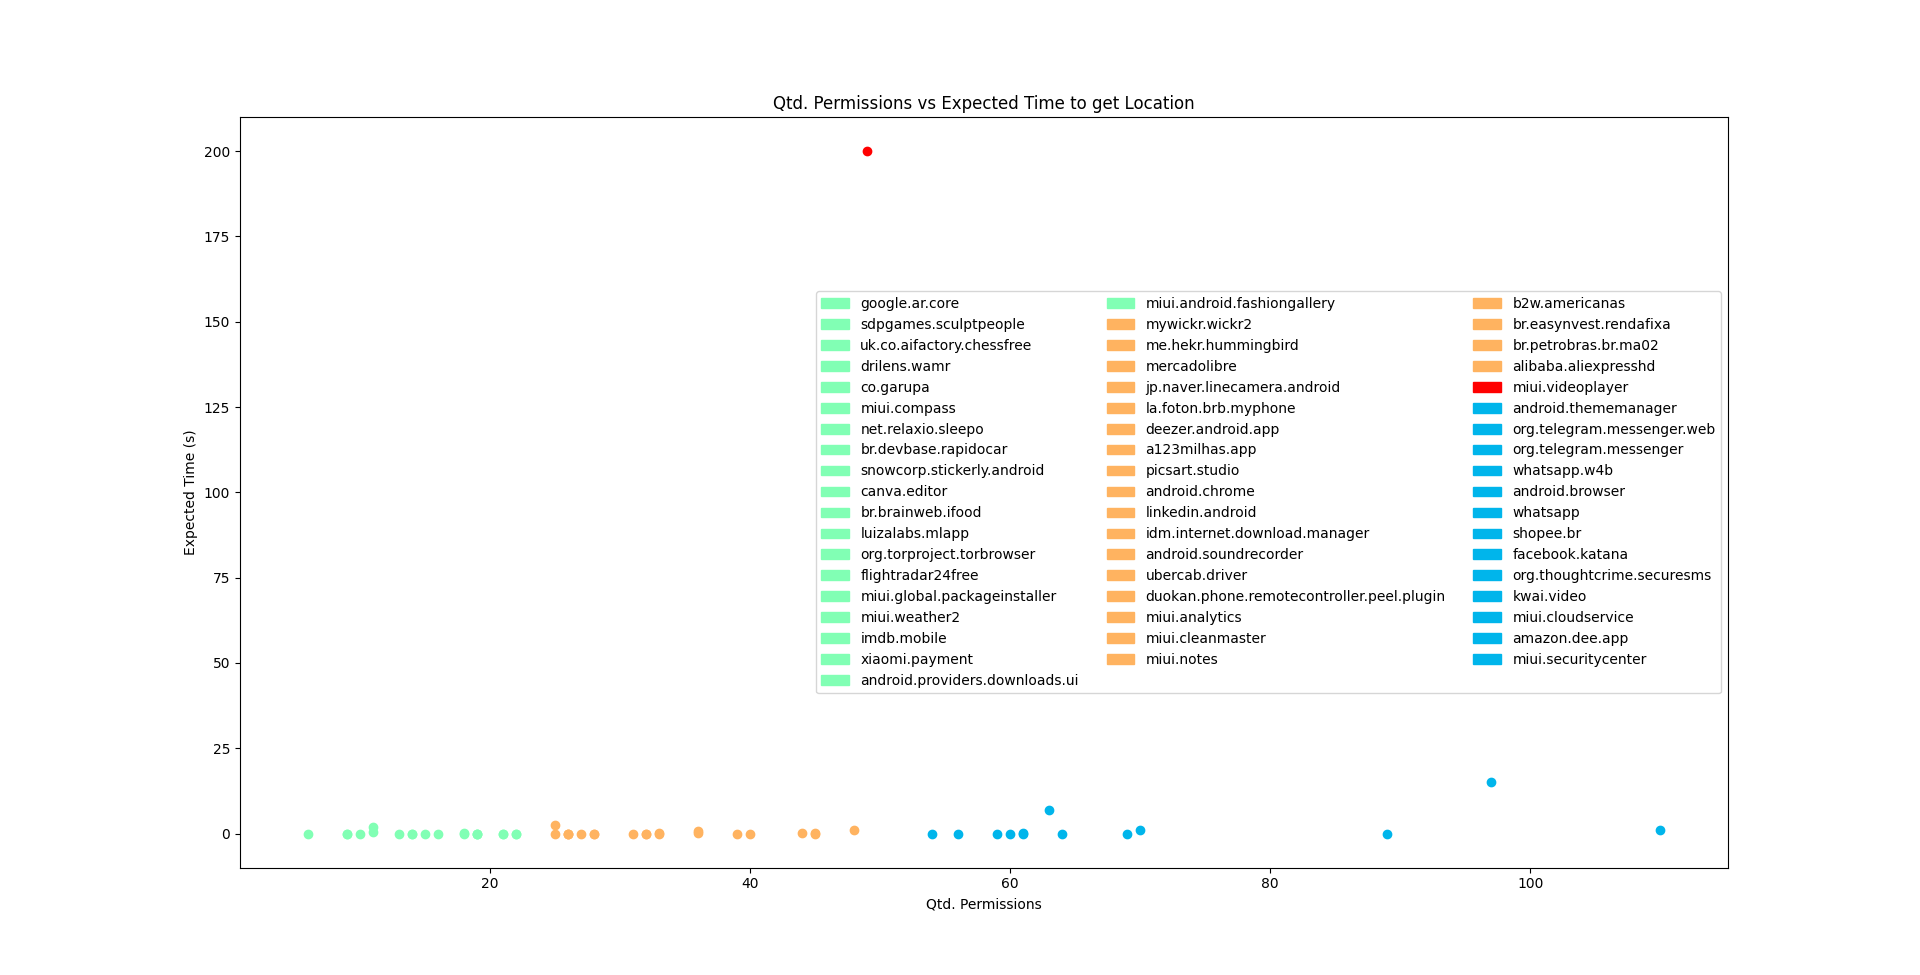 Qtd. Permissions vs Expected Time to get Location
Expected Time (s)
200
175
150
125
100
75
50
25
0
google.ar.core
sdpgames.sculptpeople
uk.co.aifactory.chessfree
drilens.wamr
co.garupa
miui.compass
net.relaxio.sleepo
br.devbase.rapidocar
snowcorp.stickerly.android
canva.editor
br.brainweb.ifood
luizalabs.mlapp
org.torproject.torbrowser
flightradar24free
miui.global.packageinstaller
miui.weather2
imdb.mobile
xiaomi.payment
android.providers.downloads.ui
miui.android.fashiongallery
mywickr.wickr2
me.hekr.hummingbird
mercadolibre
jp.naver.linecamera.android
la.foton.brb.myphone
deezer.android.app
a123milhas.app
picsart.studio
android.chrome
linkedin.android
idm.internet.download.manager
android.soundrecorder
ubercab.driver
duokan.phone.remotecontroller.peel.plugin
miui.analytics
miui.cleanmaster
miui.notes
b2w.americanas
br.easynvest.rendafixa
br.petrobras.br.ma02
alibaba.aliexpresshd
miui.videoplayer
android.thememanager
org.telegram.messenger.web
org.telegram.messenger
whatsapp.w4b
android.browser
whatsapp
shopee.br
facebook.katana
org.thoughtcrime.securesms
kwai.video
miui.cloudservice
amazon.dee.app
miui.securitycenter
20
40
60
80
100
Qtd. Permissions